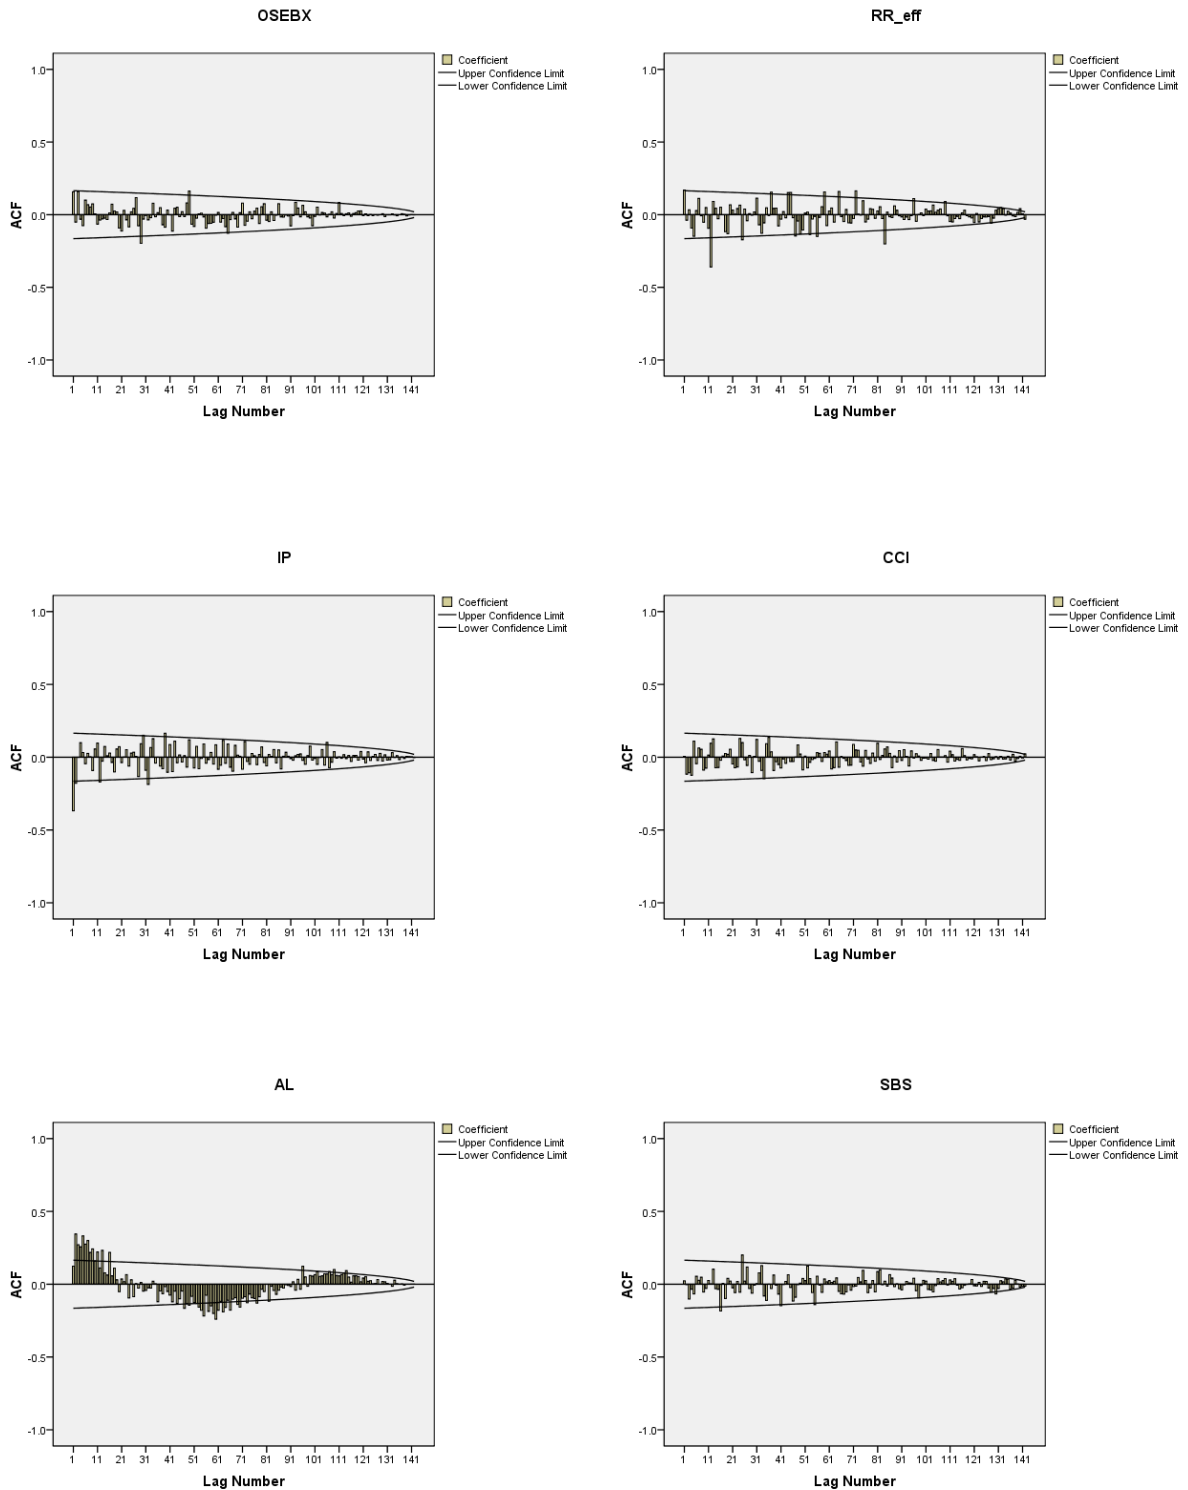 OSEBX
Coefficient
Upper Confidence Limit
Lower Confidence Limit
ACF
1.0
0.5
0.0
-0.5
-1.0
1 11 21 31 41 51 61 71 81 91 101 111 121 131 141
Lag Number
RR_eff
Coefficient
Upper Confidence Limit
Lower Confidence Limit
ACF
1.0
0.5
0.0
-0.5
-1.0
1 11 21 31 41 51 61 71 81 91 101 111 121 131 141
Lag Number
IP
Coefficient
Upper Confidence Limit
Lower Confidence Limit
ACF
1.0
0.5
0.0
-0.5
-1.0
1 11 21 31 41 51 61 71 81 91 101 111 121 131 141
Lag Number
CCI
Coefficient
Upper Confidence Limit
Lower Confidence Limit
ACF
1.0
0.5
0.0
-0.5
-1.0
1 11 21 31 41 51 61 71 81 91 101 111 121 131 141
Lag Number
AL
Coefficient
Upper Confidence Limit
Lower Confidence Limit
ACF
1.0
0.5
0.0
-0.5
-1.0
1 11 21 31 41 51 61 71 81 91 101 111 121 131 141
Lag Number
SBS
Coefficient
Upper Confidence Limit
Lower Confidence Limit
ACF
1.0
0.5
0.0
-0.5
-1.0
1 11 21 31 41 51 61 71 81 91 101 111 121 131 141
Lag Number